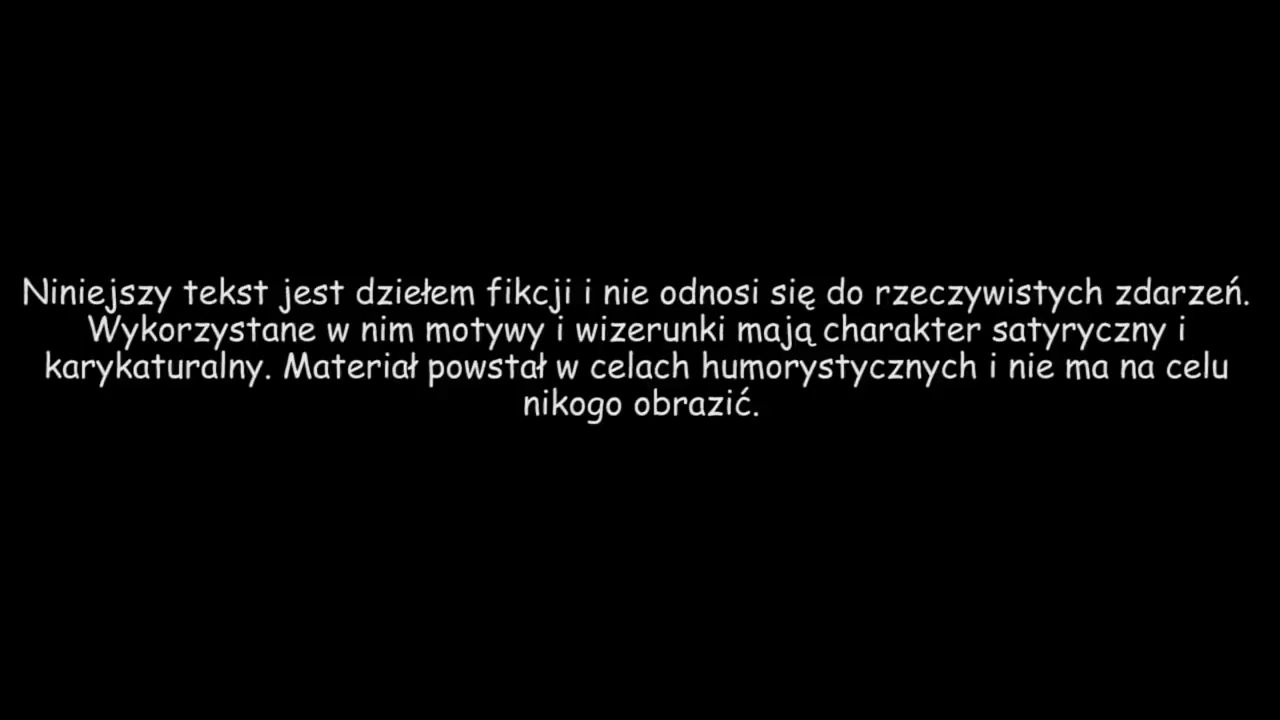 Niniejszy tekst jest dziełem fikcji i nie odnosi się do rzeczywistych zdarzeń.
Wykorzystane w nim motywy i wizerunki mają charakter satyryczny i
karykaturalny. Materiał powstał w celach humorystycznych i nie ma na celu
nikogo obrazić.